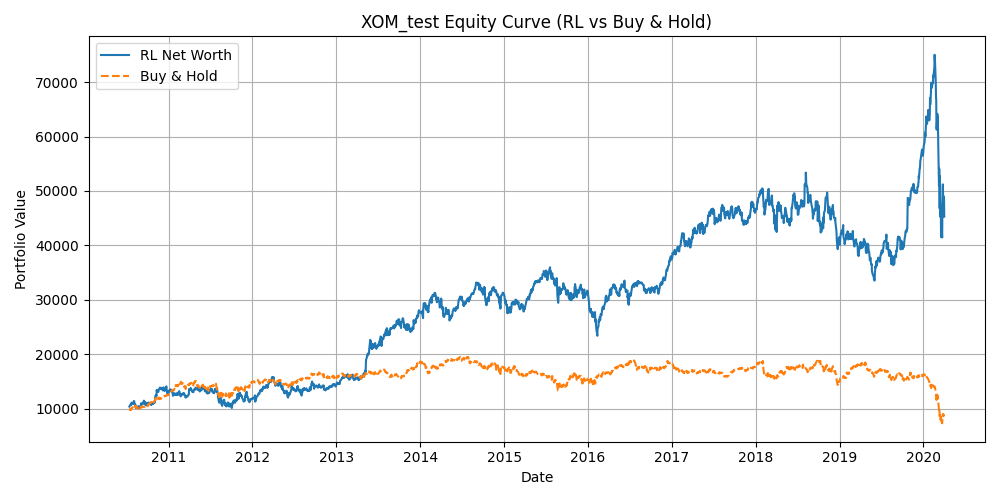 XOM_test Equity Curve (RL vs Buy & Hold)
RL Net Worth
Buy & Hold
Portfolio Value
70000
60000
50000
40000
30000
20000
10000
2011 2012 2013 2014 2015 2016 2017 2018 2019 2020
Date